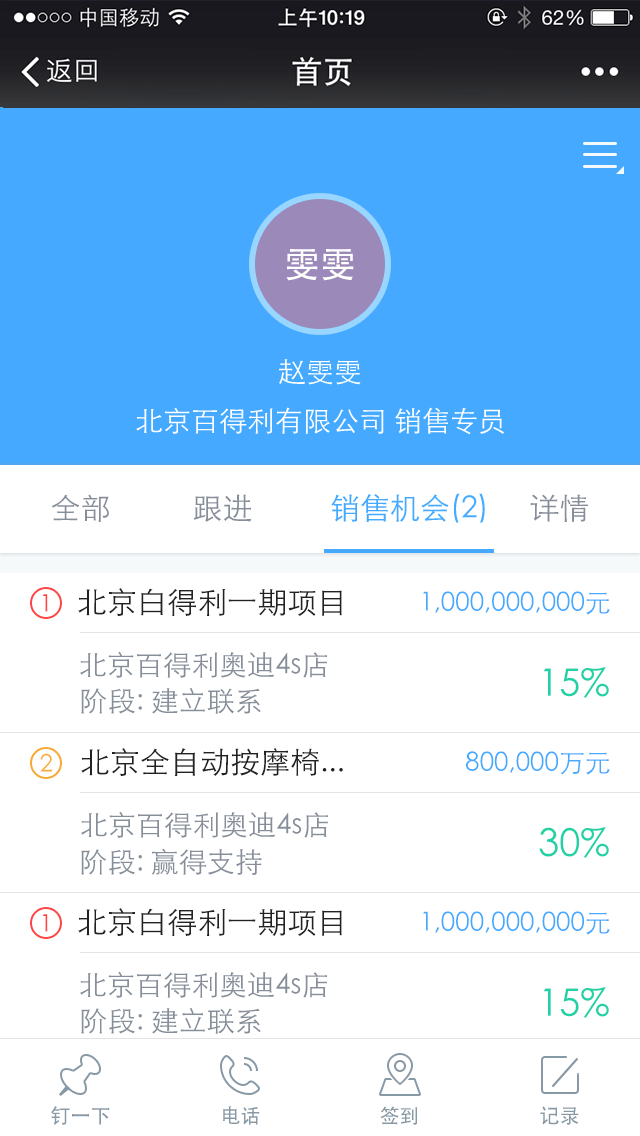 中国移动 上午10:19 62%
返回 首页
雯雯
赵雯雯
北京百得利有限公司 销售专员
全部 跟进 销售机会(2) 详情
1 北京白得利一期项目 1,000,000,000元
北京百得利奥迪4s店
15%
阶段: 建立联系
2 北京全自动按摩椅... 800,000万元
北京百得利奥迪4s店
30%
阶段: 赢得支持
1 北京白得利一期项目 1,000,000,000元
北京百得利奥迪4s店
15%
阶段: 建立联系
钉一下 电话 签到 记录